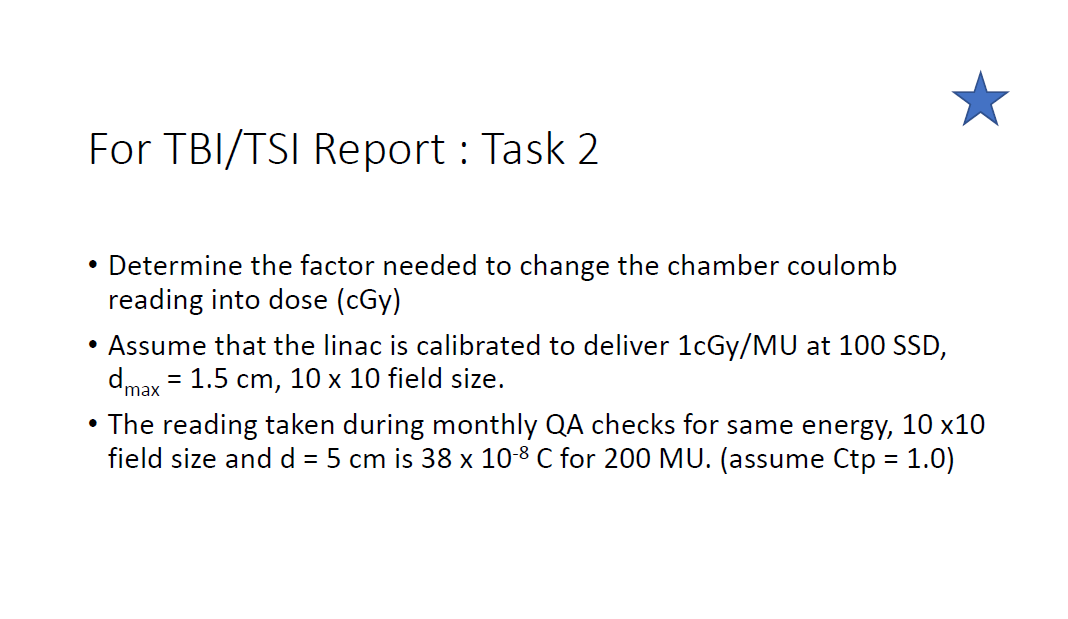 For TBI/TSI Report : Task 2
• Determine the factor needed to change the chamber coulomb
reading into dose (cGy)
• Assume that the linac is calibrated to deliver 1cGy/MU at 100 SSD,
dmax = 1.5 cm, 10 x 10 field size.
• The reading taken during monthly QA checks for same energy, 10 x10
field size and d = 5 cm is 38 x 10-8 C for 200 MU. (assume Ctp = 1.0)